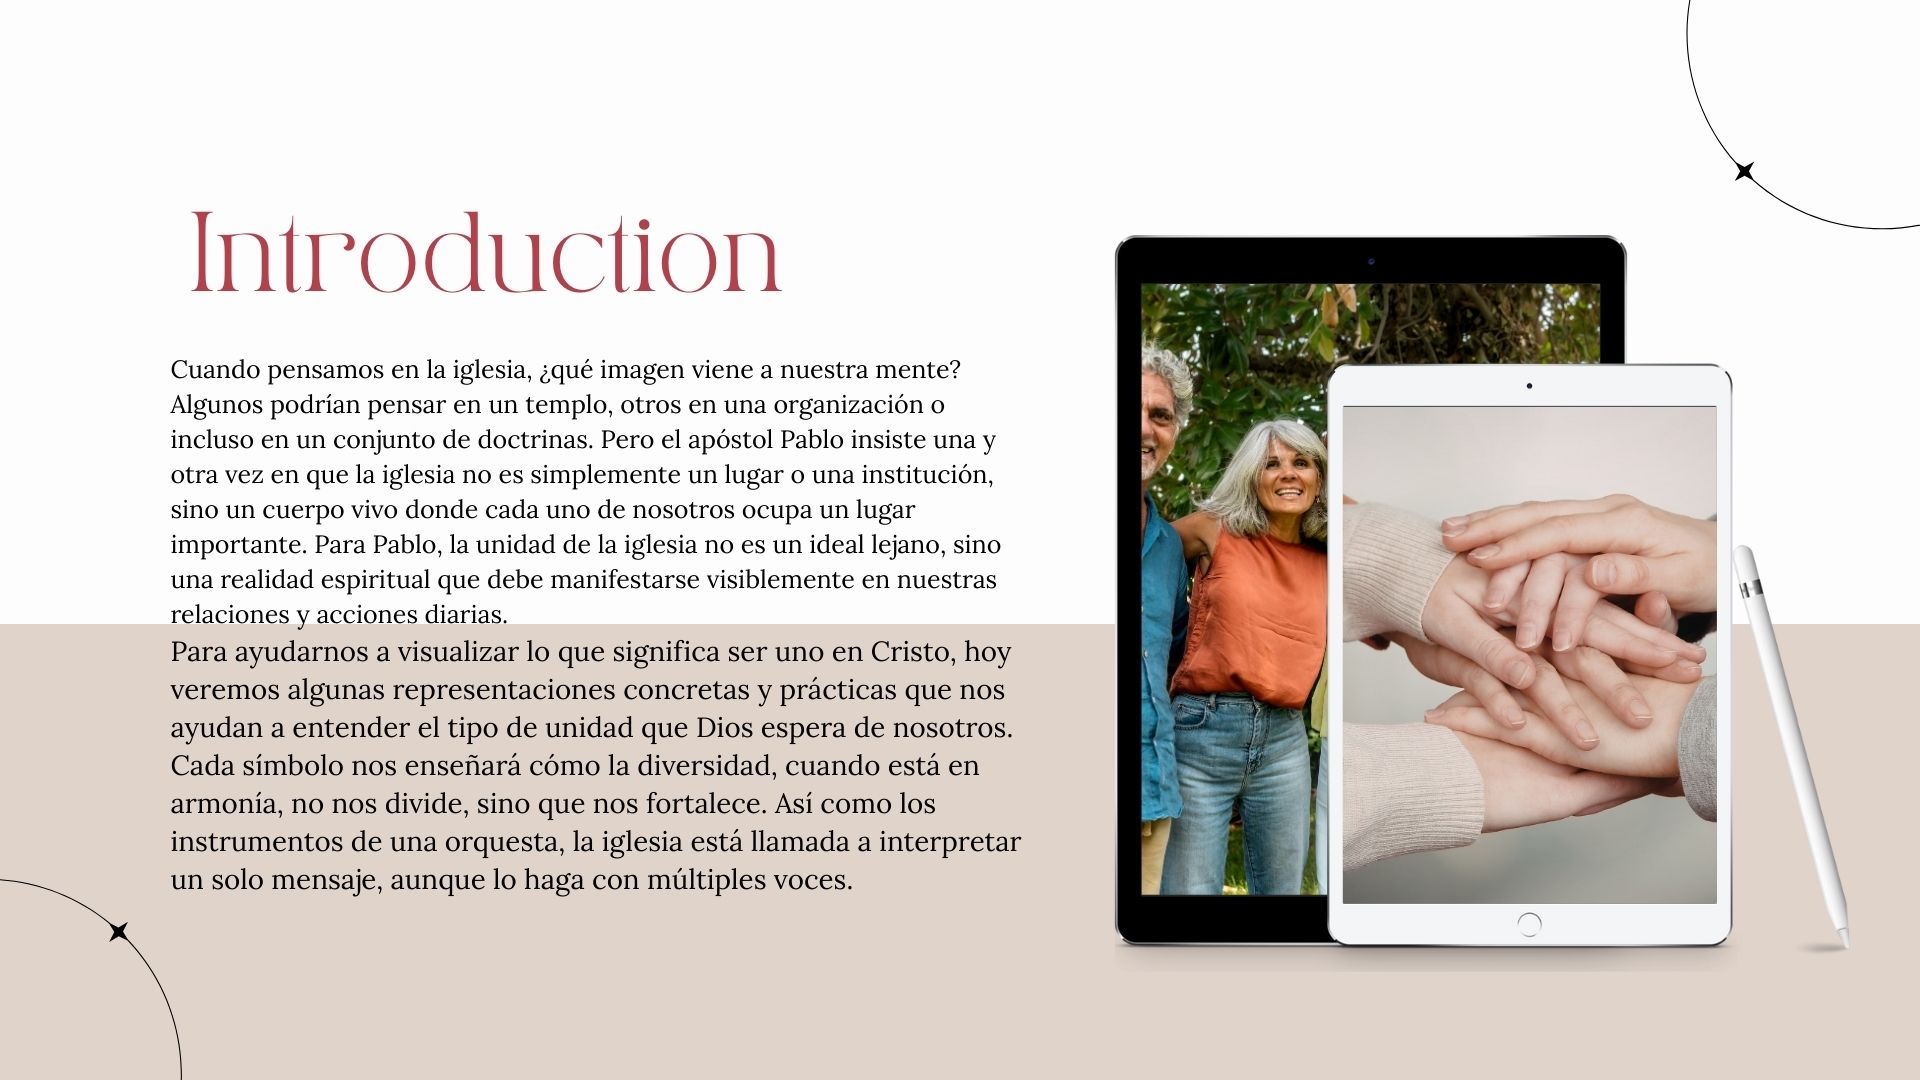 Introduction
Cuando pensamos en la iglesia, ¿qué imagen viene a nuestra mente?
Algunos podrían pensar en un templo, otros en una organización o
incluso en un conjunto de doctrinas. Pero el apóstol Pablo insiste una y
otra vez en que la iglesia no es simplemente un lugar o una institución,
sino un cuerpo vivo donde cada uno de nosotros ocupa un lugar
importante. Para Pablo, la unidad de la iglesia no es un ideal lejano, sino
una realidad espiritual que debe manifestarse visiblemente en nuestras
relaciones y acciones diarias.
Para ayudarnos a visualizar lo que significa ser uno en Cristo, hoy
veremos algunas representaciones concretas y prácticas que nos
ayudan a entender el tipo de unidad que Dios espera de nosotros.
Cada símbolo nos enseñará cómo la diversidad, cuando está en
armonía, no nos divide, sino que nos fortalece. Así como los
instrumentos de una orquesta, la iglesia está llamada a interpretar
un solo mensaje, aunque lo haga con múltiples voces.